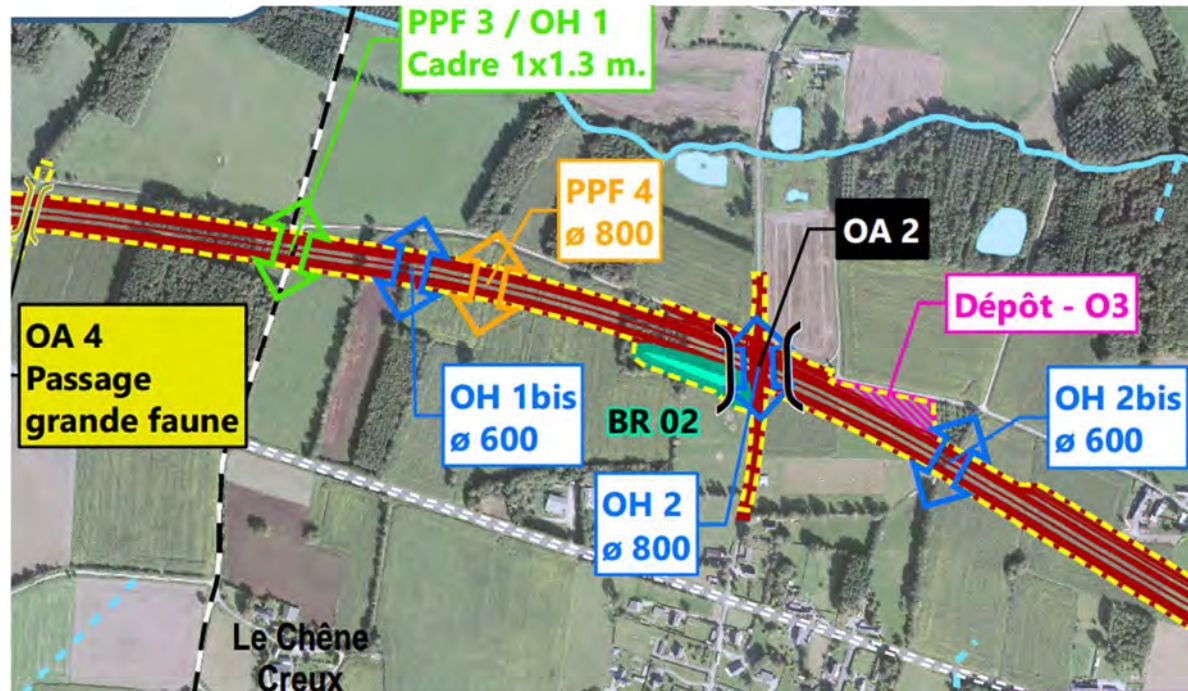 PPF 3 / OH 1
Cadre 1x1.3 m.
PPF 4
ø 800
OA 2
Dépôt - O3
OA 4
Passage
grande faune
OH 1bis
ø 600
BR 02
OH 2bis
ø 600
OH 2
ø 800
Le Chêne
Creux